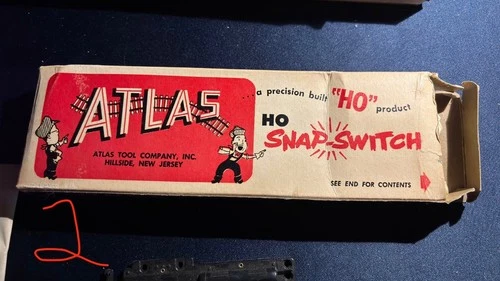 ATLAS
ATLAS TOOL COMPANY, INC.
HILLSIDE, NEW JERSEY
...a precision built "HO" product
HO
SNAP-SWITCH
SEE END FOR CONTENTS
2